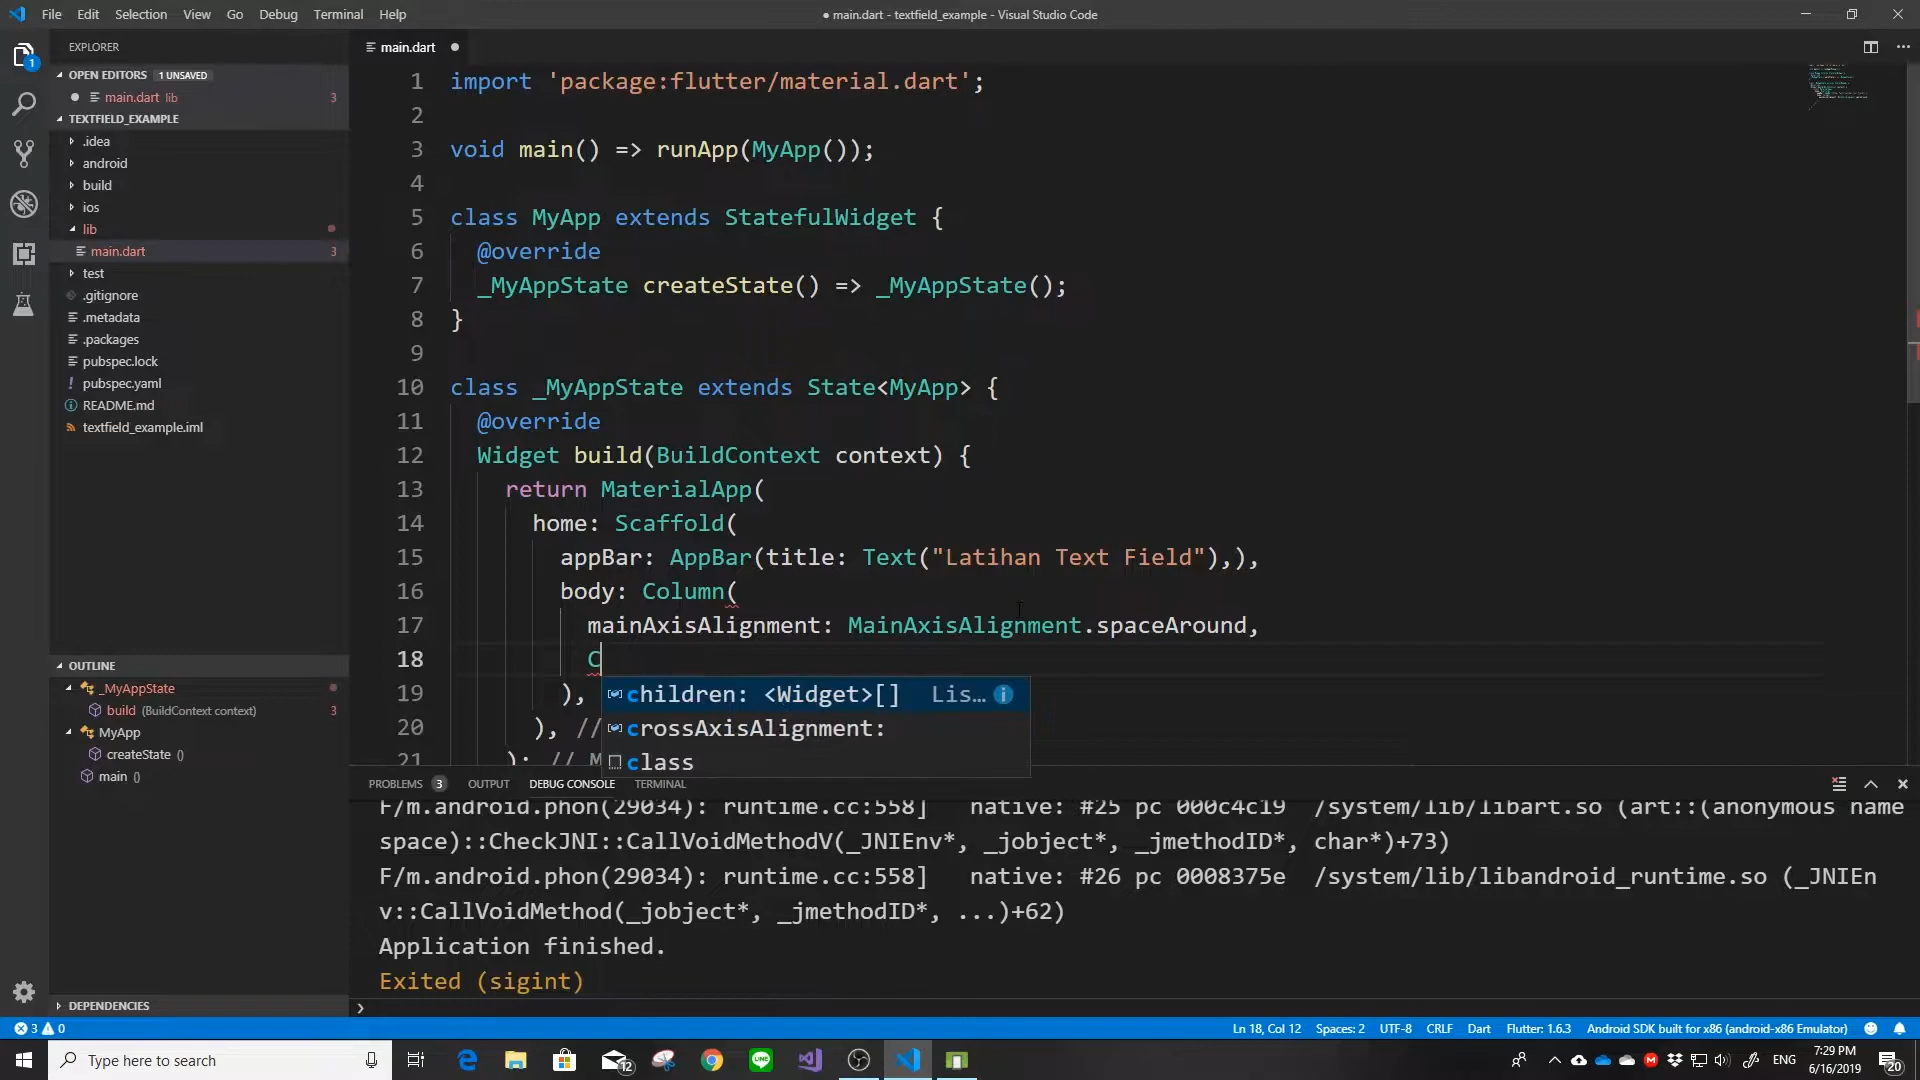 File Edit Selection View Go Debug Terminal Help
● main.dart - textfield_example - Visual Studio Code
EXPLORER
OPEN EDITORS 1 UNSAVED
main.dart lib 3
TEXTFIELD_EXAMPLE
.idea
android
build
ios
lib
main.dart 3
test
.gitignore
.metadata
.packages
pubspec.lock
pubspec.yaml
README.md
textfield_example.iml
OUTLINE
_MyAppState
build (BuildContext context) 3
MyApp
createState ()
main ()
DEPENDENCIES
main.dart
1 import 'package:flutter/material.dart';
2
3 void main() => runApp(MyApp());
4
5 class MyApp extends StatefulWidget {
6 @override
7 _MyAppState createState() => _MyAppState();
8 }
9
10 class _MyAppState extends State<MyApp> {
11 @override
12 Widget build(BuildContext context) {
13 return MaterialApp(
14 home: Scaffold(
15 appBar: AppBar(title: Text("Latihan Text Field"),),
16 body: Column(
17 mainAxisAlignment: MainAxisAlignment.spaceAround,
18 C
19 ),
20 ), //
21 ); // M
children: <Widget>[] Lis…
crossAxisAlignment:
class
PROBLEMS 3 OUTPUT DEBUG CONSOLE TERMINAL
F/m.android.phon(29034): runtime.cc:558] native: #25 pc 000c4c19 /system/lib/libart.so (art::(anonymous name
space)::CheckJNI::CallVoidMethodV(_JNIEnv*, _jobject*, _jmethodID*, char*)+73)
F/m.android.phon(29034): runtime.cc:558] native: #26 pc 0008375e /system/lib/libandroid_runtime.so (_JNIEn
v::CallVoidMethod(_jobject*, _jmethodID*, ...)+62)
Application finished.
Exited (sigint)
3 0
Ln 18, Col 12 Spaces: 2 UTF-8 CRLF Dart Flutter: 1.6.3 Android SDK built for x86 (android-x86 Emulator)
Type here to search
12
ENG
7:29 PM
6/16/2019
20